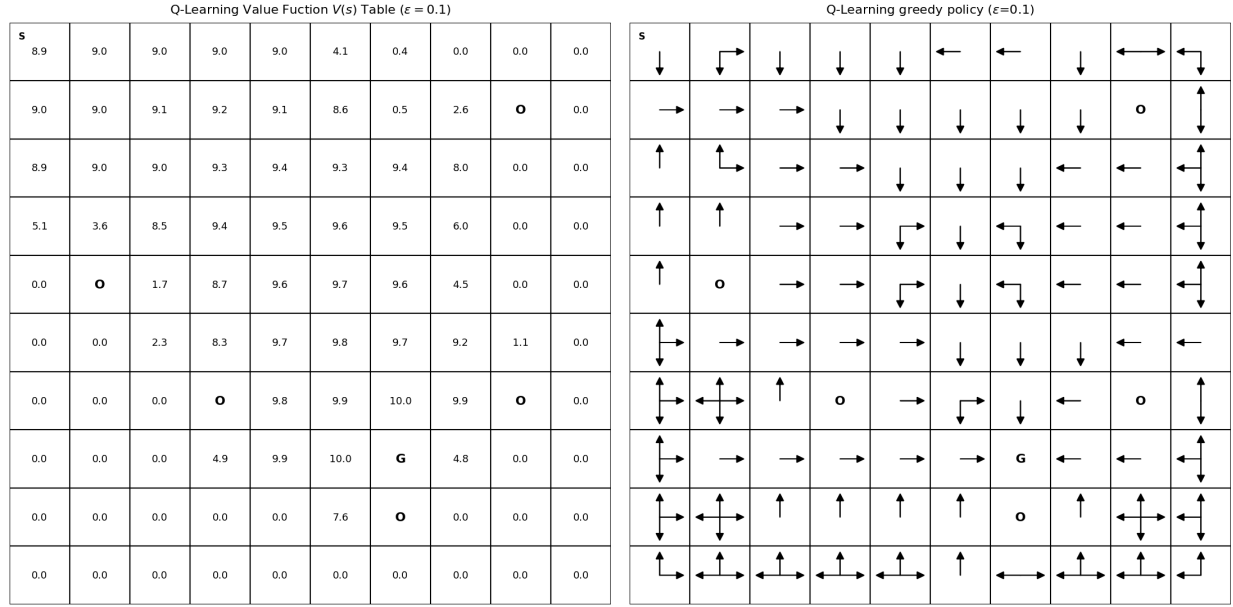 Q-Learning Value Fuction V(s) Table (ε = 0.1)
S
8.9 9.0 9.0 9.0 9.0 4.1 0.4 0.0 0.0 0.0
9.0 9.0 9.1 9.2 9.1 8.6 0.5 2.6 O 0.0
8.9 9.0 9.0 9.3 9.4 9.3 9.4 8.0 0.0 0.0
5.1 3.6 8.5 9.4 9.5 9.6 9.5 6.0 0.0 0.0
0.0 O 1.7 8.7 9.6 9.7 9.6 4.5 0.0 0.0
0.0 0.0 2.3 8.3 9.7 9.8 9.7 9.2 1.1 0.0
0.0 0.0 0.0 O 9.8 9.9 10.0 9.9 O 0.0
0.0 0.0 0.0 4.9 9.9 10.0 G 4.8 0.0 0.0
0.0 0.0 0.0 0.0 0.0 7.6 O 0.0 0.0 0.0
0.0 0.0 0.0 0.0 0.0 0.0 0.0 0.0 0.0 0.0
Q-Learning greedy policy (ε=0.1)
S
O
O
O O
G
O